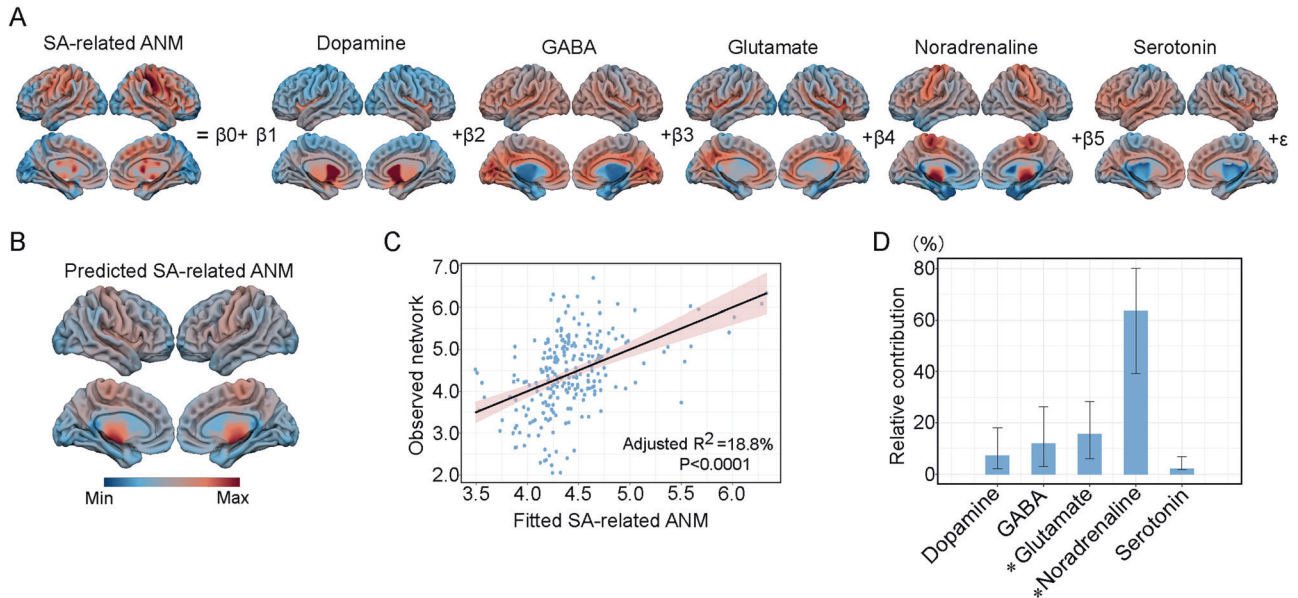 A
SA-related ANM
Dopamine
GABA
Glutamate
Noradrenaline
Serotonin
= β0+ β1
+β2
+β3
+β4
+β5
+ε
B
Predicted SA-related ANM
Min
Max
C
Observed network
7.0
6.0
5.0
4.0
3.0
2.0
Adjusted R²=18.8%
P<0.0001
3.5 4.0 4.5 5.0 5.5 6.0
Fitted SA-related ANM
D
(%)
Relative contribution
80
60
40
20
0
Dopamine
GABA
*Glutamate
*Noradrenaline
Serotonin